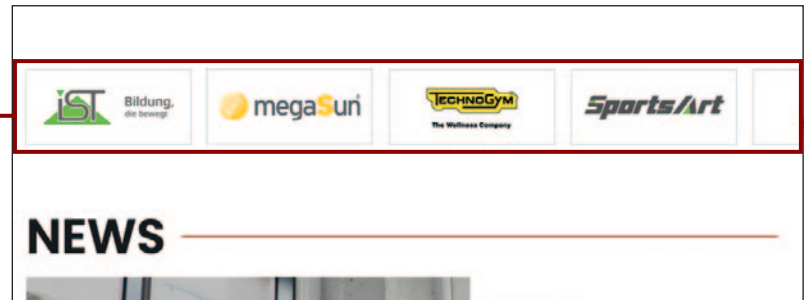 iST
Bildung,
die bewegt
megaSun
TECHNOGYM
The Wellness Company
SportsArt
NEWS